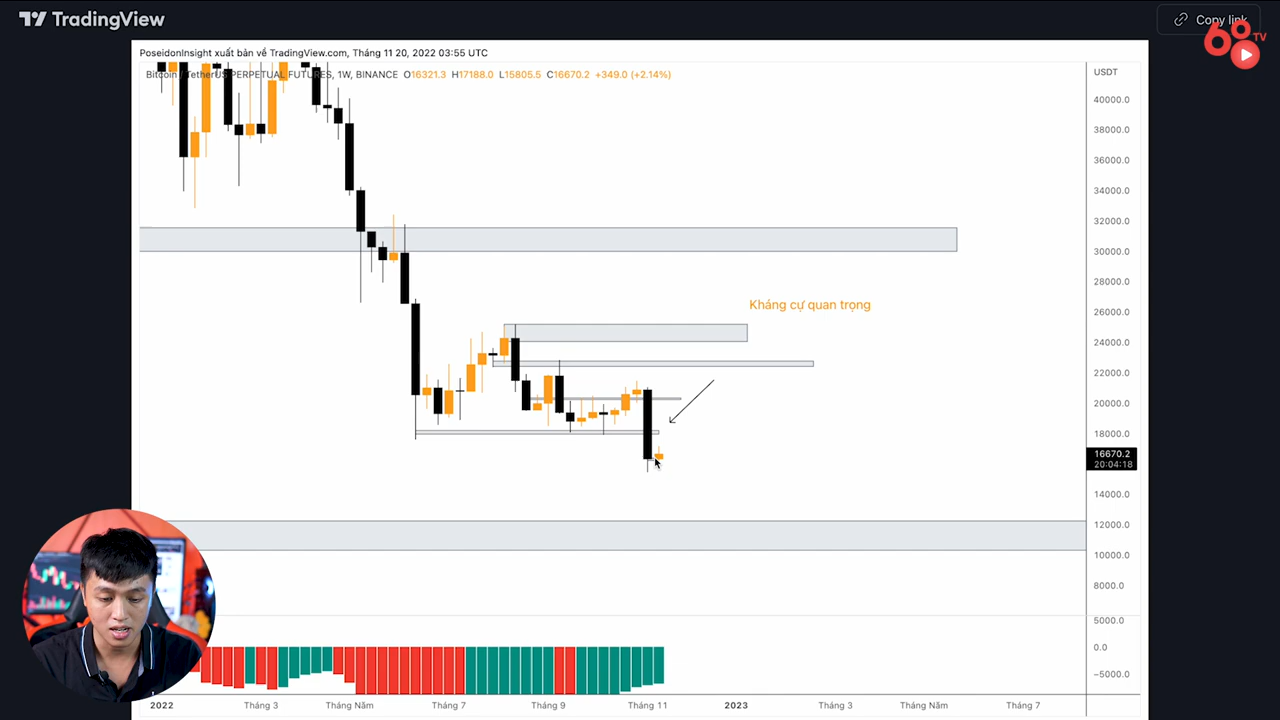 TradingView
Copy link
68
TV
PoseidonInsight xuất bản về TradingView.com, Tháng 11 20, 2022 03:55 UTC
Bitcoin / TetherUS PERPETUAL FUTURES, 1W, BINANCE O16321.3 H17188.0 L15805.5 C16670.2 +349.0 (+2.14%)
USDT
40000.0
38000.0
36000.0
34000.0
32000.0
30000.0
28000.0
26000.0
Kháng cự quan trọng
24000.0
22000.0
20000.0
18000.0
16670.2
20:04:18
14000.0
12000.0
10000.0
8000.0
5000.0
0.0
−5000.0
2022
Tháng 3
Tháng Năm
Tháng 7
Tháng 9
Tháng 11
2023
Tháng 3
Tháng Năm
Tháng 7